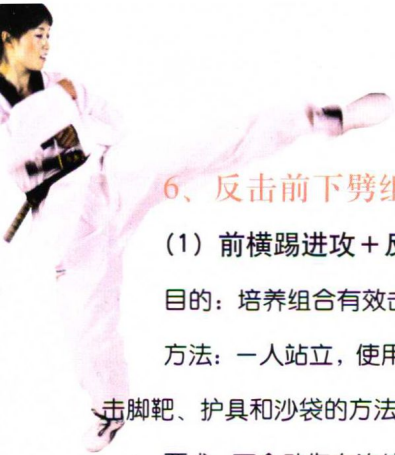 6、反击前下劈组
(1) 前横踢进攻＋反
目的：培养组合有效击
方法：一人站立，使用
击脚靶、护具和沙袋的方法